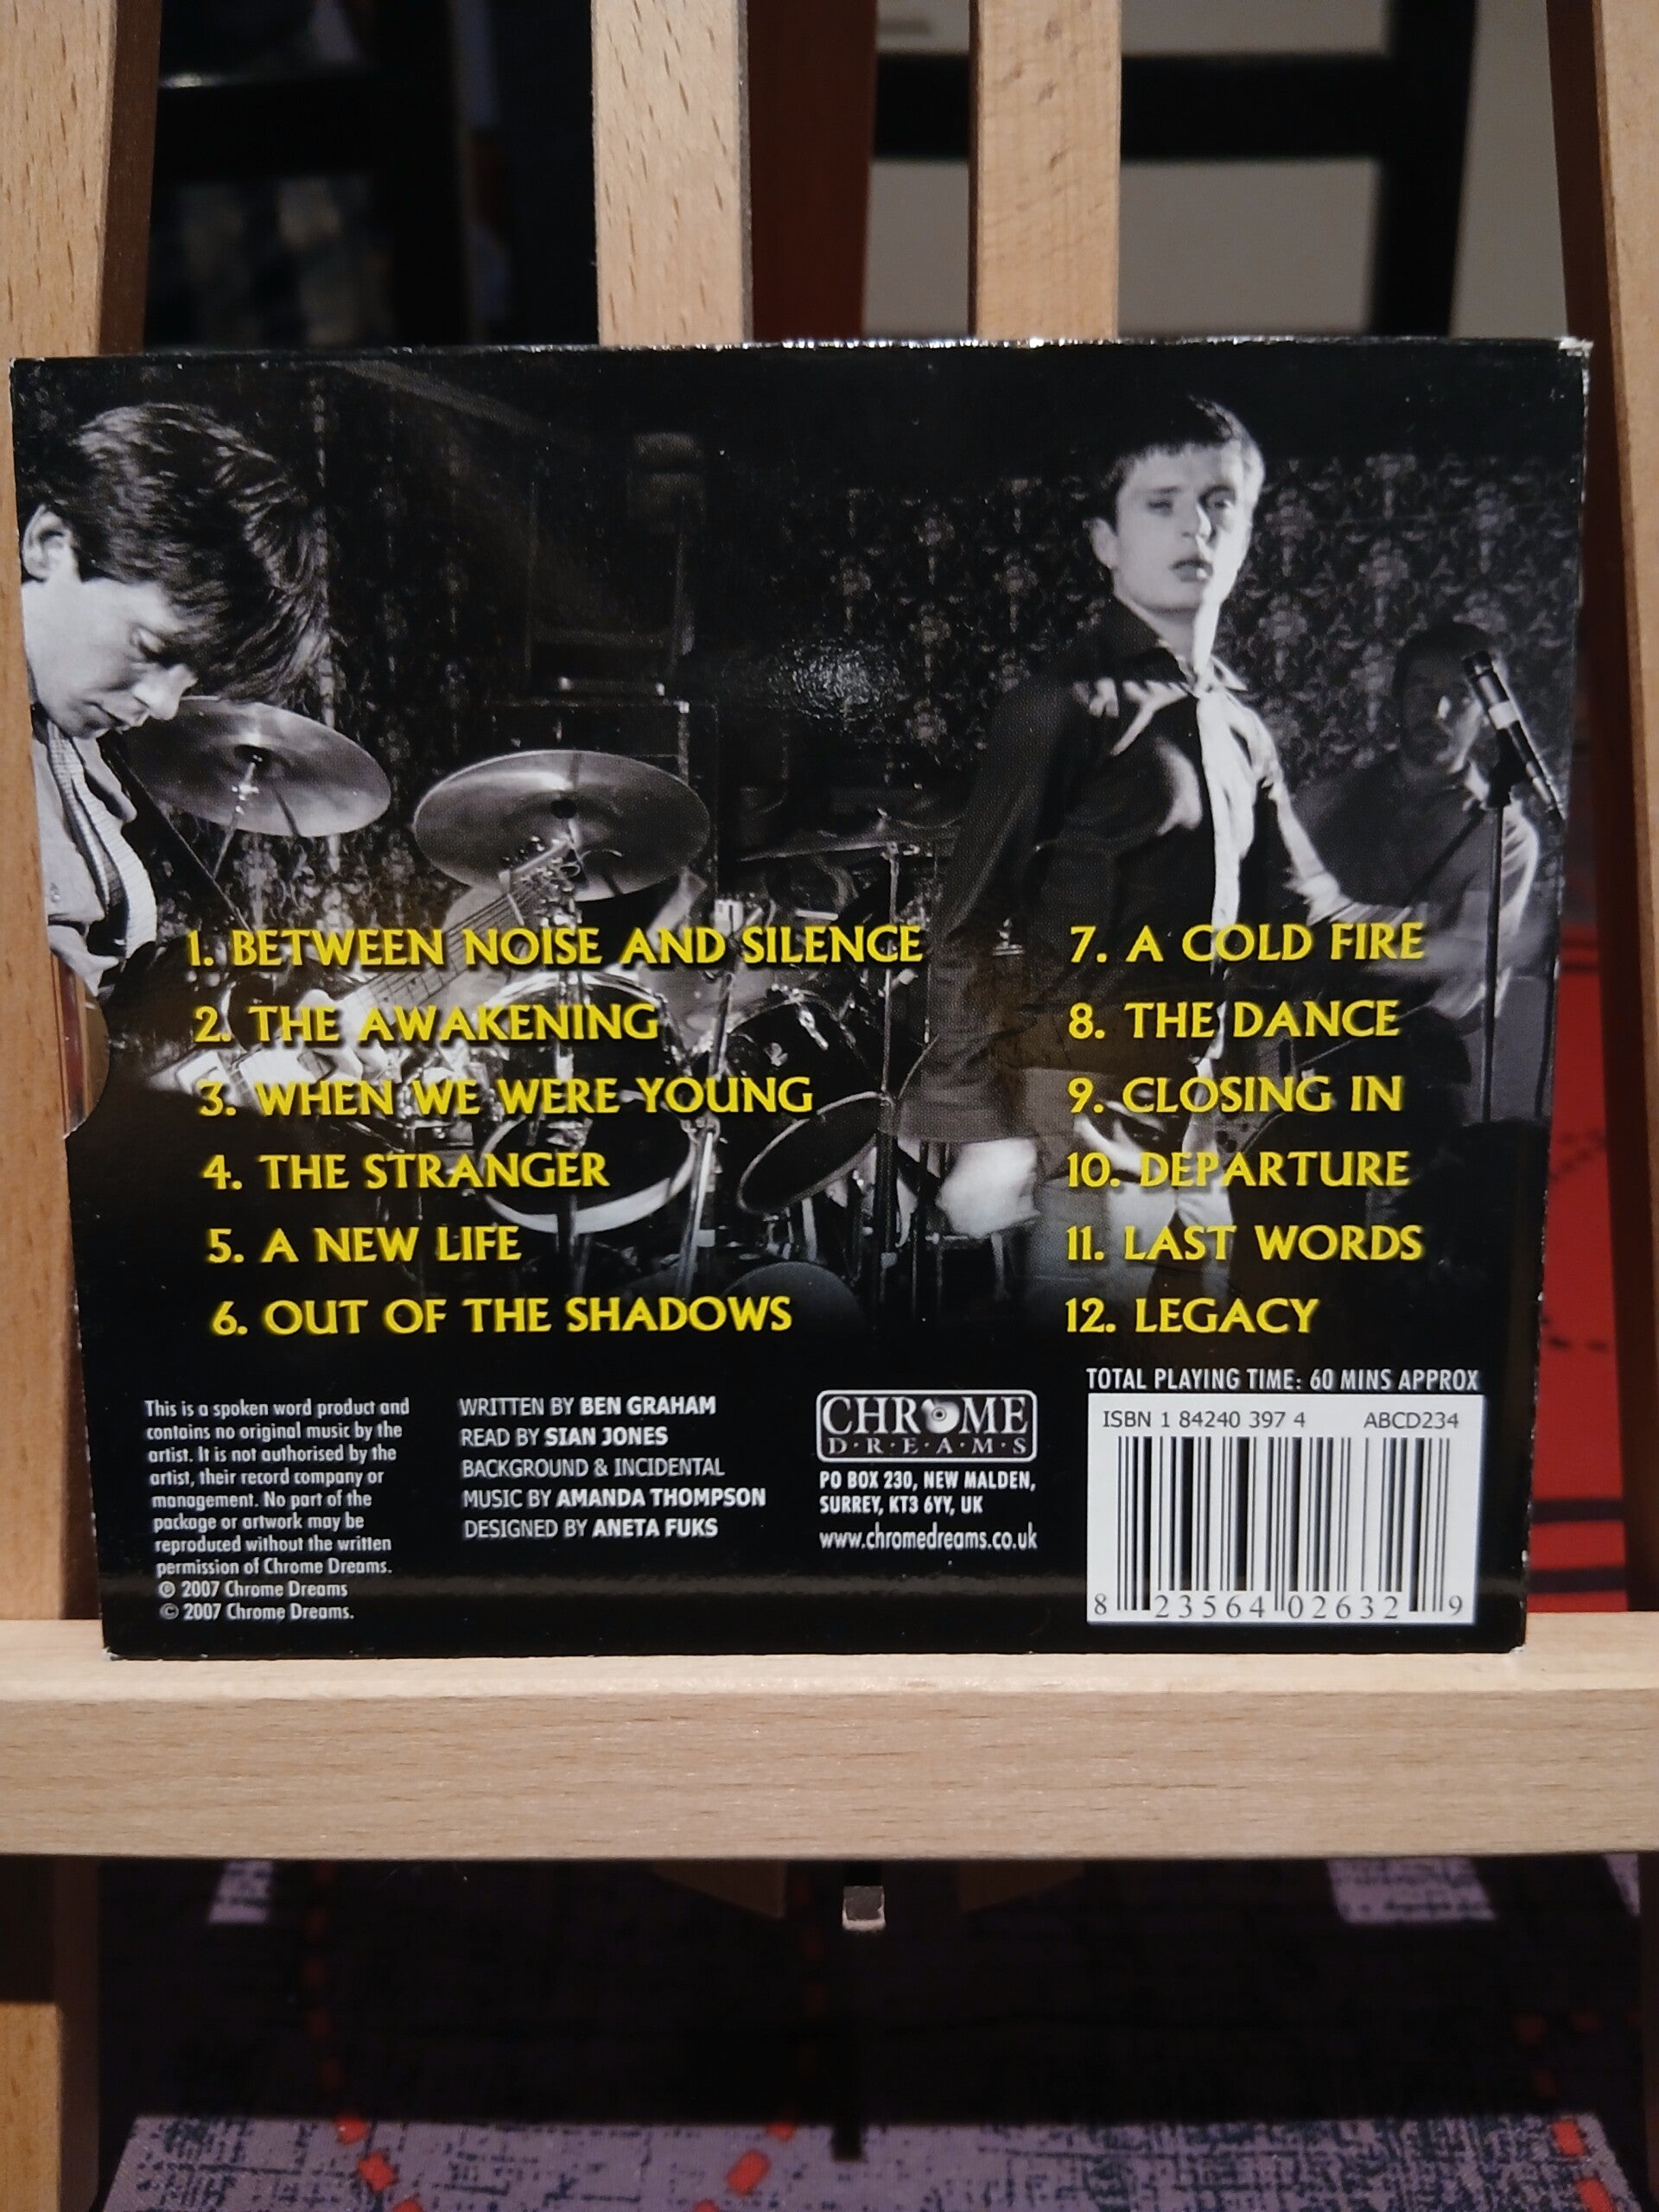 1. BETWEEN NOISE AND SILENCE
2. THE AWAKENING
3. WHEN WE WERE YOUNG
4. THE STRANGER
5. A NEW LIFE
6. OUT OF THE SHADOWS
7. A COLD FIRE
8. THE DANCE
9. CLOSING IN
10. DEPARTURE
11. LAST WORDS
12. LEGACY
This is a spoken word product and
contains no original music by the
artist. It is not authorised by the
artist, their record company or
management. No part of the
package or artwork may be
reproduced without the written
permission of Chrome Dreams.
℗ 2007 Chrome Dreams
© 2007 Chrome Dreams.
WRITTEN BY BEN GRAHAM
READ BY SIAN JONES
BACKGROUND & INCIDENTAL
MUSIC BY AMANDA THOMPSON
DESIGNED BY ANETA FUKS
CHROME
D·R·E·A·M·S
PO BOX 230, NEW MALDEN,
SURREY, KT3 6YY, UK
www.chromedreams.co.uk
TOTAL PLAYING TIME: 60 MINS APPROX
ISBN 1 84240 397 4 ABCD234
8 23564 02632 9